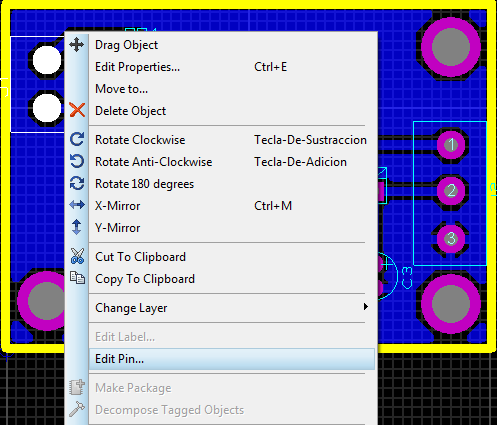 Drag Object
Edit Properties... Ctrl+E
Move to...
Delete Object
Rotate Clockwise Tecla-De-Sustraccion
Rotate Anti-Clockwise Tecla-De-Adicion
Rotate 180 degrees
X-Mirror Ctrl+M
Y-Mirror
Cut To Clipboard
Copy To Clipboard
Change Layer
Edit Label...
Edit Pin...
Make Package
Decompose Tagged Objects
1
2
3
C3